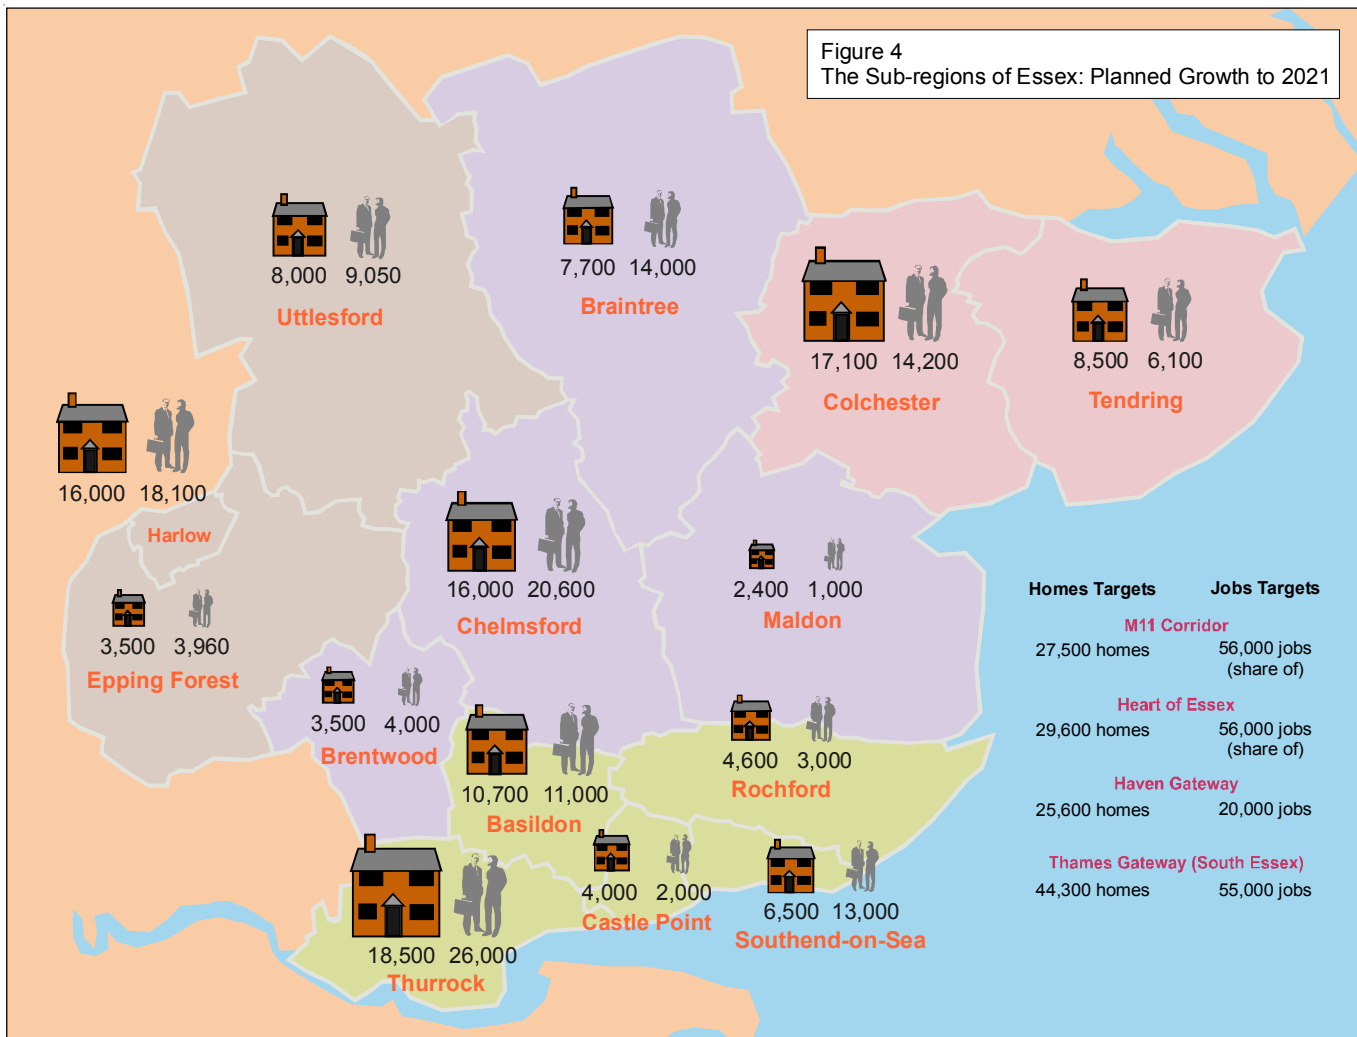 Figure 4
The Sub-regions of Essex: Planned Growth to 2021
8,000 9,050
Uttlesford
7,700 14,000
Braintree
17,100 14,200
Colchester
8,500 6,100
Tendring
16,000 18,100
Harlow
16,000 20,600
Chelmsford
2,400 1,000
Maldon
3,500 3,960
Epping Forest
3,500 4,000
Brentwood
10,700 11,000
Basildon
4,600 3,000
Rochford
4,000 2,000
Castle Point
6,500 13,000
Southend-on-Sea
18,500 26,000
Thurrock
Homes Targets Jobs Targets
M11 Corridor
27,500 homes 56,000 jobs
(share of)
Heart of Essex
29,600 homes 56,000 jobs
(share of)
Haven Gateway
25,600 homes 20,000 jobs
Thames Gateway (South Essex)
44,300 homes 55,000 jobs